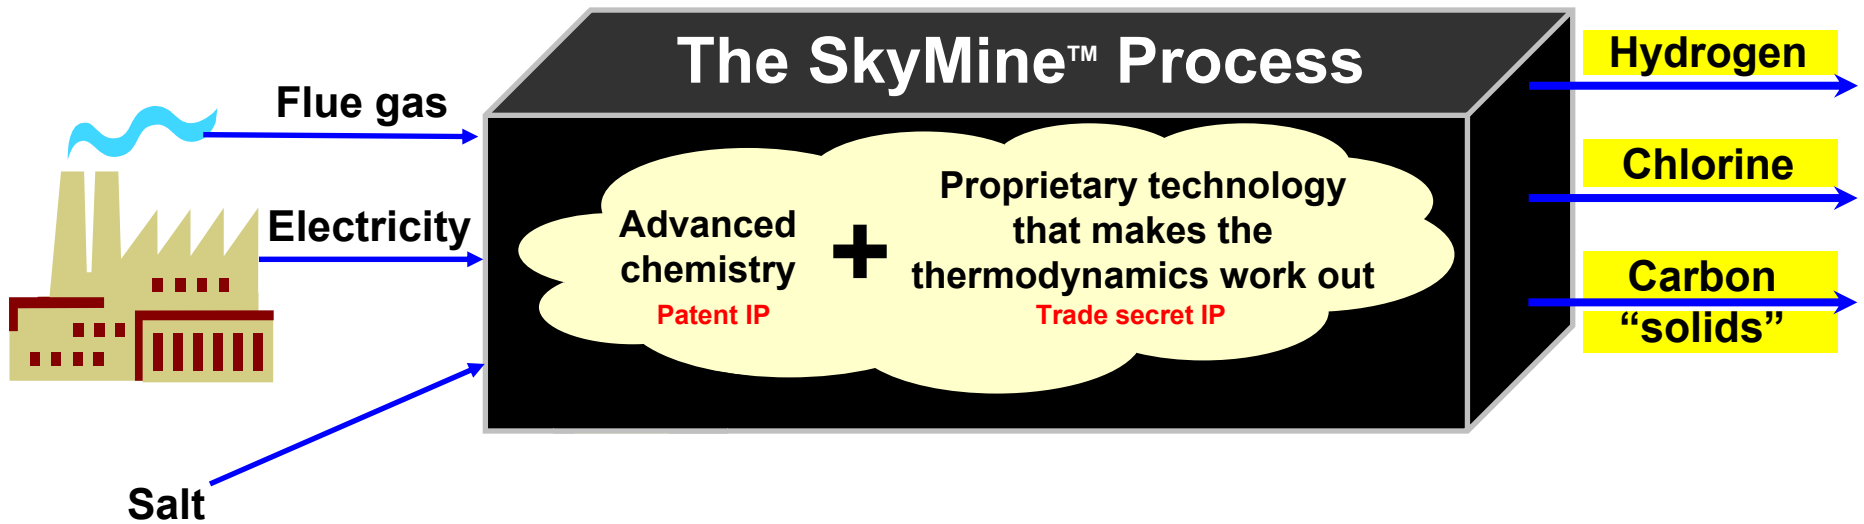 The SkyMine™ Process
Flue gas
Electricity
Salt
Advanced
chemistry
Patent IP
+
Proprietary technology
that makes the
thermodynamics work out
Trade secret IP
Hydrogen
Chlorine
Carbon
“solids”